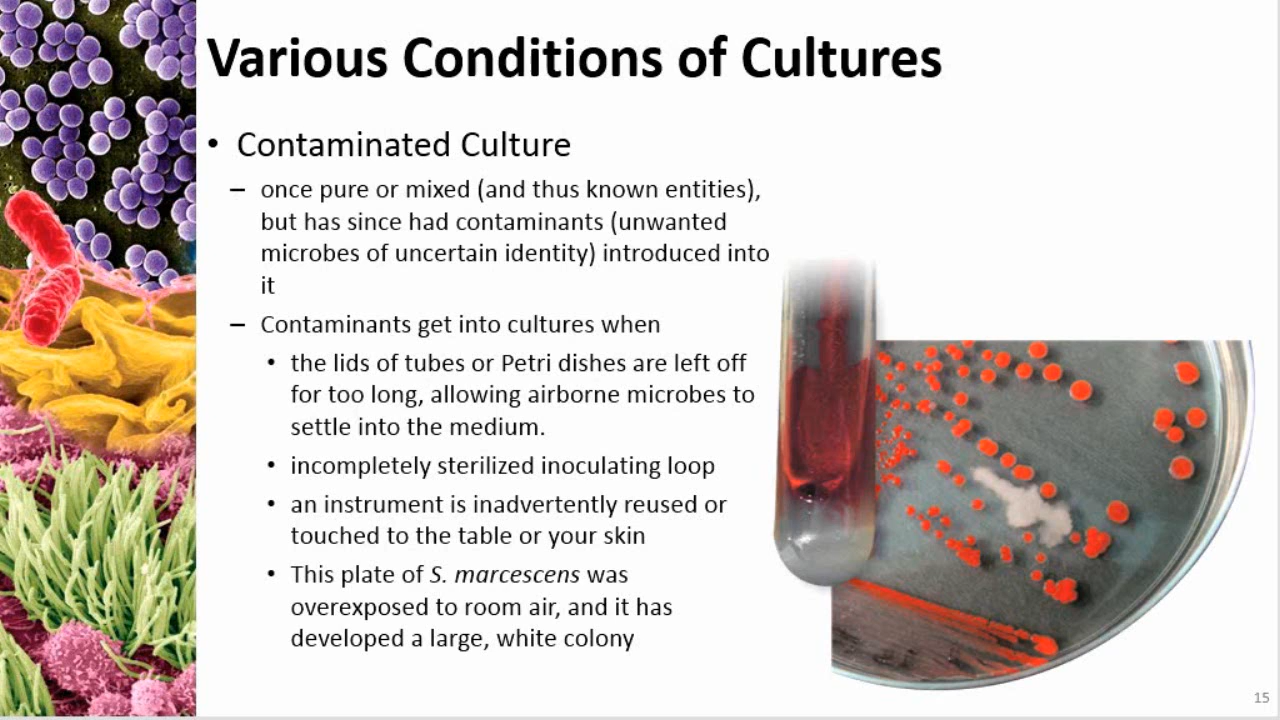 Various Conditions of Cultures
• Contaminated Culture
– once pure or mixed (and thus known entities),
but has since had contaminants (unwanted
microbes of uncertain identity) introduced into
it
– Contaminants get into cultures when
• the lids of tubes or Petri dishes are left off
for too long, allowing airborne microbes to
settle into the medium.
• incompletely sterilized inoculating loop
• an instrument is inadvertently reused or
touched to the table or your skin
• This plate of S. marcescens was
overexposed to room air, and it has
developed a large, white colony
15